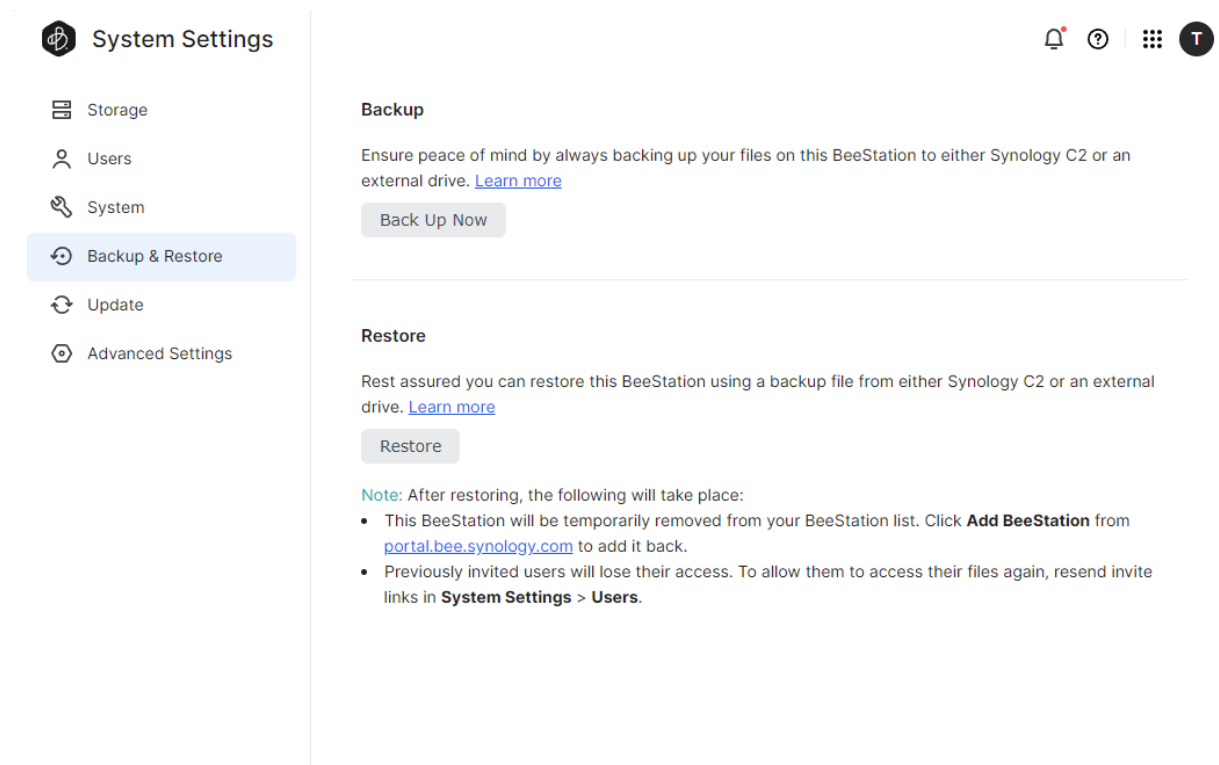 System Settings
T
Storage
Users
System
Backup & Restore
Update
Advanced Settings
Backup
Ensure peace of mind by always backing up your files on this BeeStation to either Synology C2 or an
external drive. Learn more
Back Up Now
Restore
Rest assured you can restore this BeeStation using a backup file from either Synology C2 or an external
drive. Learn more
Restore
Note: After restoring, the following will take place:
• This BeeStation will be temporarily removed from your BeeStation list. Click Add BeeStation from
portal.bee.synology.com to add it back.
• Previously invited users will lose their access. To allow them to access their files again, resend invite
links in System Settings > Users.